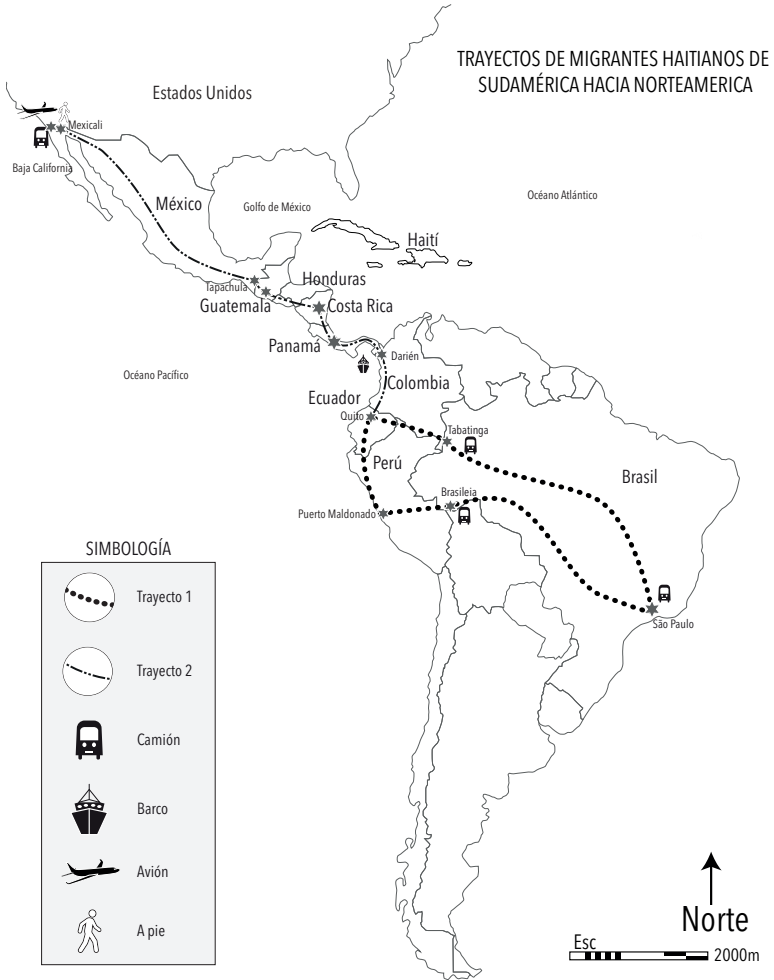 TRAYECTOS DE MIGRANTES HAITIANOS DE
SUDAMÉRICA HACIA NORTEAMERICA
Estados Unidos
Mexicali
Baja California
México
Golfo de México
Océano Atlántico
Haití
Honduras
Tapachula
Guatemala
Costa Rica
Panamá
Darién
Océano Pacífico
Colombia
Ecuador
Quito
Tabatinga
Perú
Brasil
Brasileia
Puerto Maldonado
São Paulo
SIMBOLOGÍA
Trayecto 1
Trayecto 2
Camión
Barco
Avión
A pie
Norte
Esc
2000m